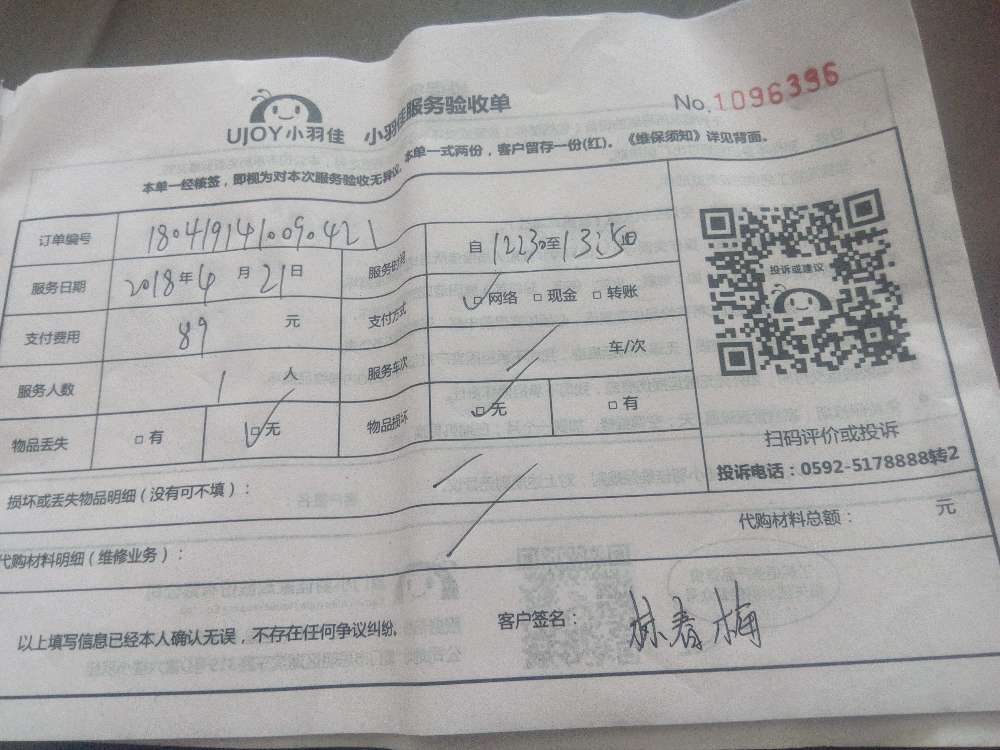 UJOY小羽佳 小羽佳服务验收单 No.1096396
本单一经核签，即视为对本次服务验收无异议。本单一式两份，客户留存一份(红)。《维保须知》详见背面。
订单编号 1804191410090421 服务时间 自12:30至13:50
服务日期 2018年4月21日
支付费用 89元 支付方式 □网络 □现金 □转账
服务人数 1人 服务车次 车/次
物品丢失 □有 □无 物品损坏 □无 □有
投诉或建议
扫码评价或投诉
投诉电话：0592-5178888转2
损坏或丢失物品明细（没有可不填）：
代购材料明细（维修业务）： 代购材料总额： 元
以上填写信息已经本人确认无误，不存在任何争议纠纷. 客户签名： 林春梅